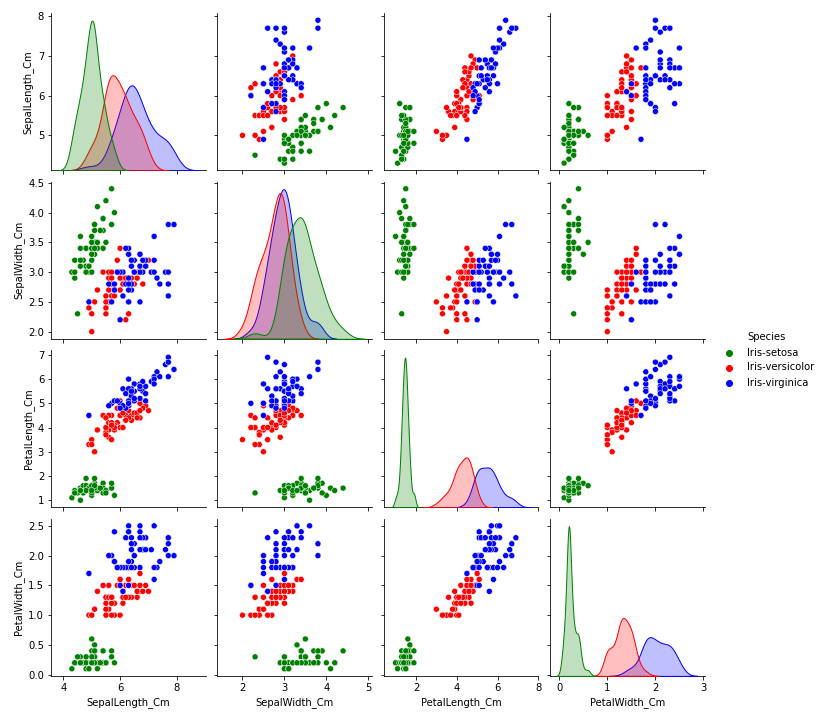 8
7
6
5
SepalLength_Cm
4.5
4.0
3.5
3.0
2.5
2.0
SepalWidth_Cm
Species
Iris-setosa
Iris-versicolor
Iris-virginica
7
6
5
4
3
2
1
PetalLength_Cm
2.5
2.0
1.5
1.0
0.5
0.0
PetalWidth_Cm
4 6 8
SepalLength_Cm
2 3 4 5
SepalWidth_Cm
2 4 6 8
PetalLength_Cm
0 1 2 3
PetalWidth_Cm